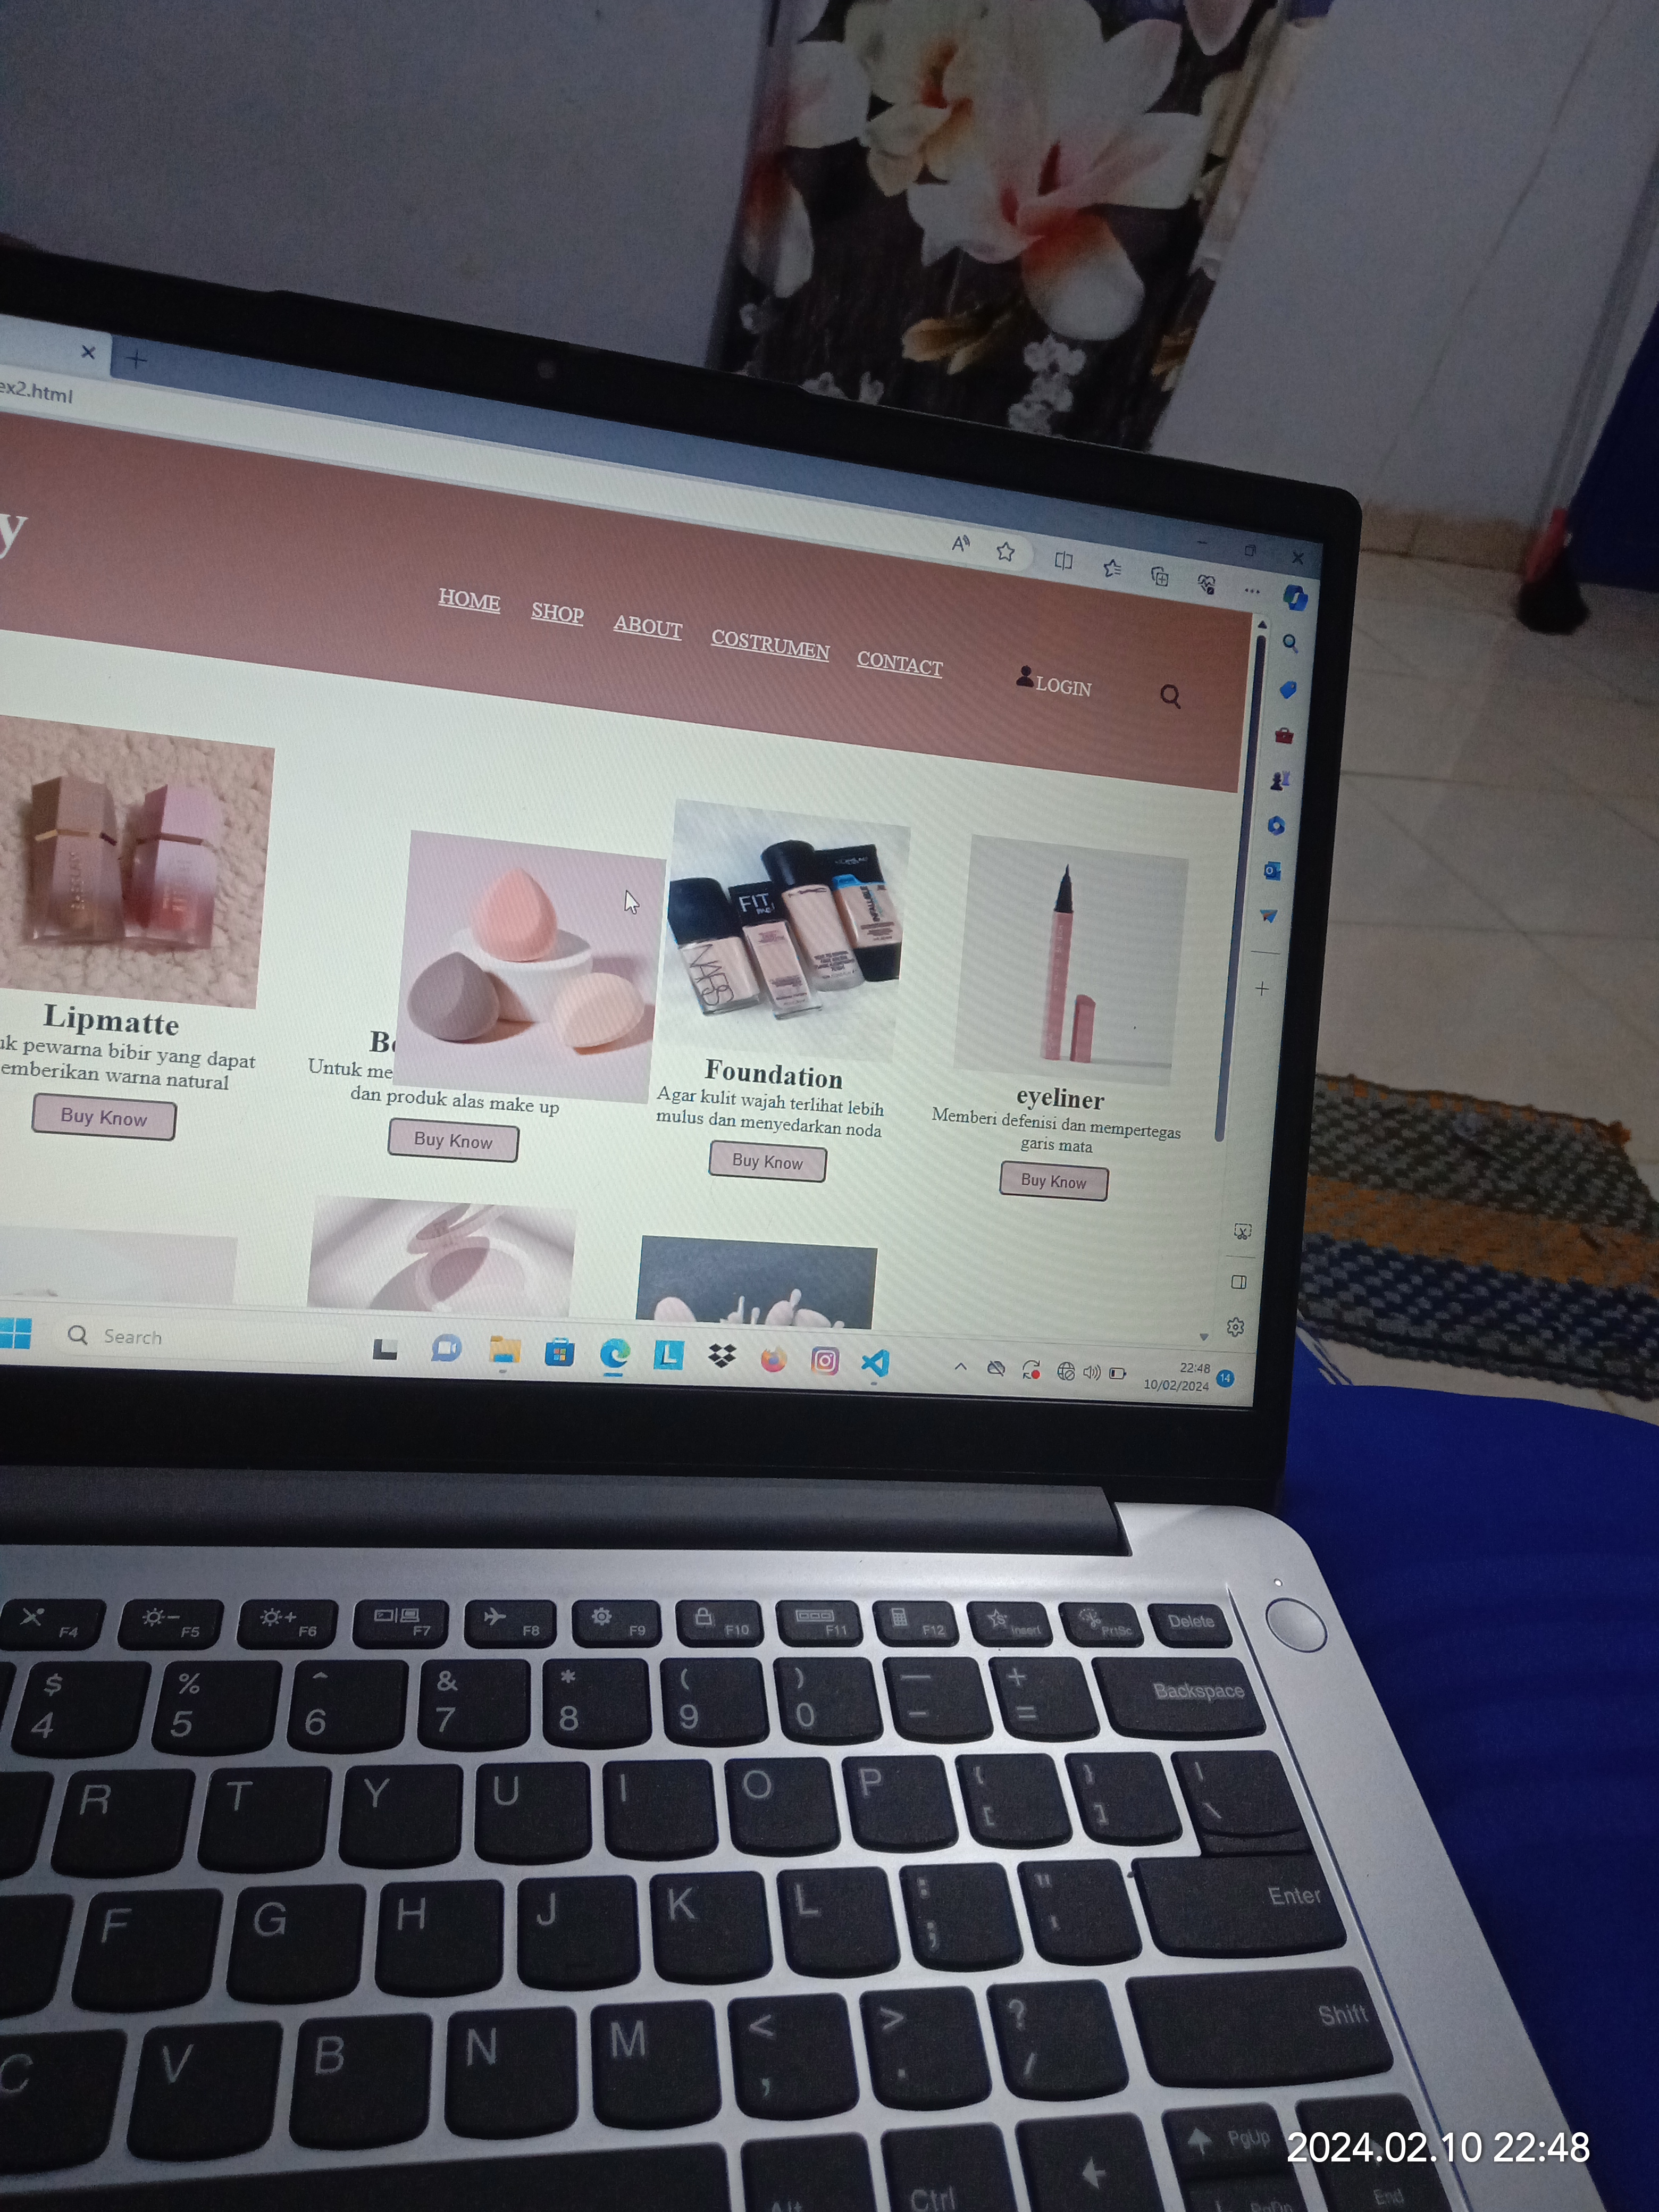 ex2.html
y
HOME SHOP ABOUT COSTRUMEN CONTACT LOGIN
NARS
FIT
Lipmatte
uk pewarna bibir yang dapat
emberikan warna natural
Buy Know
Be
Untuk me
dan produk alas make up
Buy Know
Foundation
Agar kulit wajah terlihat lebih
mulus dan menyedarkan noda
Buy Know
eyeliner
Memberi defenisi dan mempertegas
garis mata
Buy Know
Search
22:48
10/02/2024
14
F4 F5 F6 F7 F8 F9 F10 F11 F12 Insert PrtSc Delete
$ % ^ & * ( ) — +
4 5 6 7 8 9 0 - = Backspace
R T Y U I O P { [ } ] | \
F G H J K L : ; " ' Enter
C V B N M < , > . ? / Shift
Alt Ctrl PgUp
PgDn End
2024.02.10 22:48